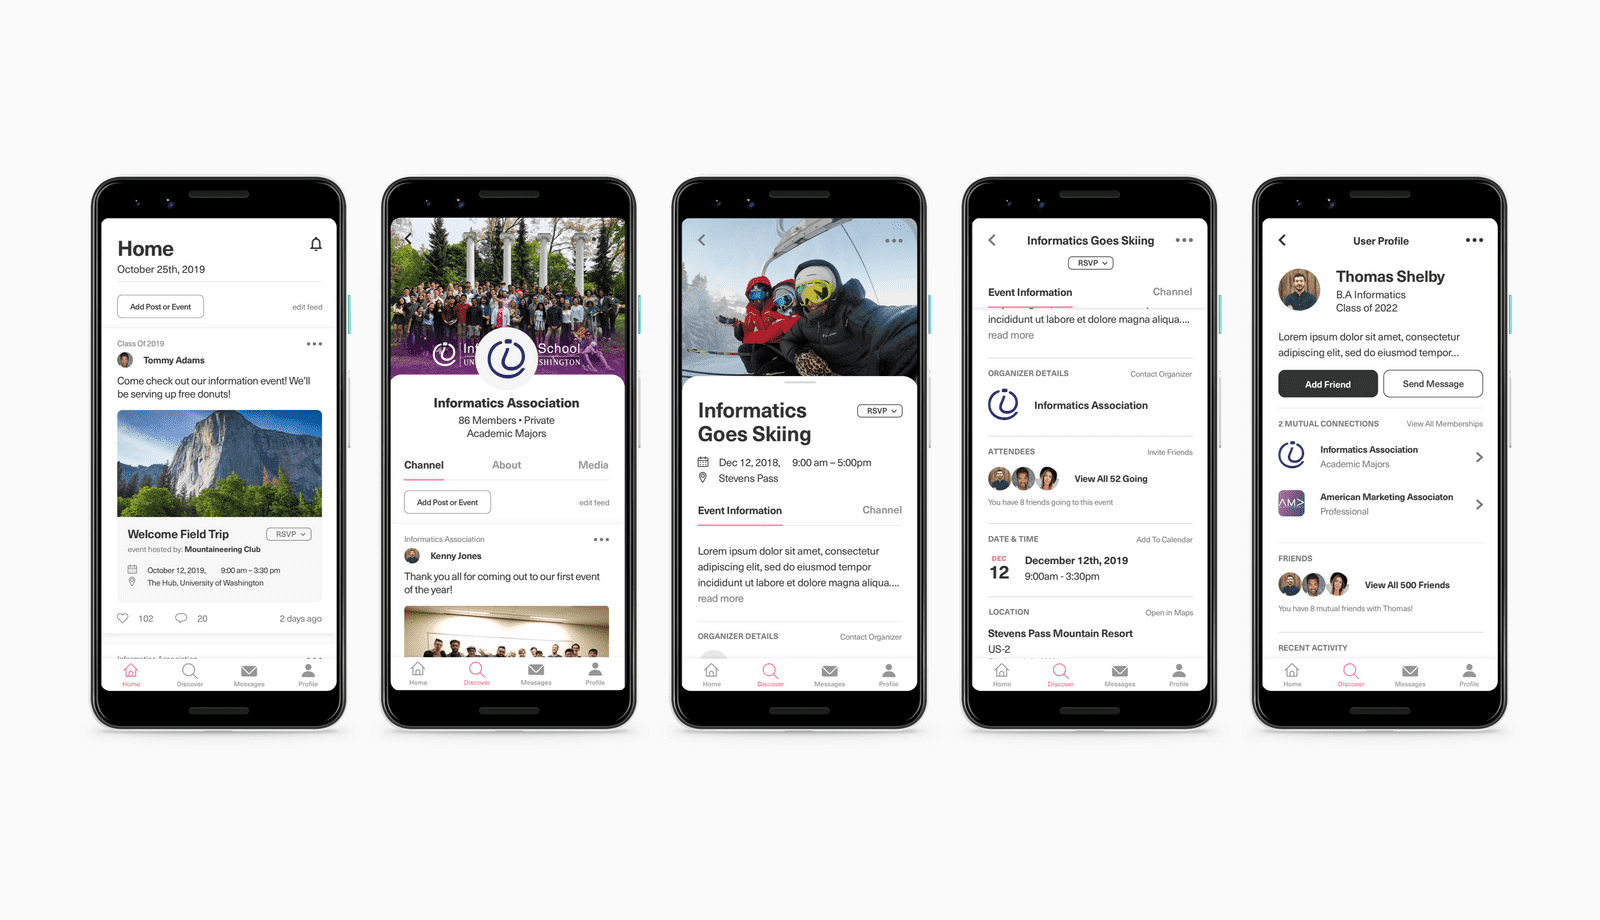 Home
October 25th, 2019
Add Post or Event
edit feed
Class Of 2019
Tommy Adams
Come check out our information event! We'll
be serving up free donuts!
Welcome Field Trip
RSVP
event hosted by: Mountaineering Club
October 12, 2019, 9:00 am – 3:30 pm
The Hub, University of Washington
102
20
2 days ago
Informatics Association
Home
Discover
Messages
Profile
School
Informatics Association
86 Members • Private
Academic Majors
Channel
About
Media
Add Post or Event
edit feed
Informatics Association
Kenny Jones
Thank you all for coming out to our first event
of the year!
Home
Discover
Messages
Profile
Informatics
Goes Skiing
RSVP
Dec 12, 2018, 9:00 am – 5:00pm
Stevens Pass
Event Information
Channel
Lorem ipsum dolor sit amet, consectetur
adipiscing elit, sed do eiusmod tempor
incididunt ut labore et dolore magna aliqua....
read more
ORGANIZER DETAILS
Contact Organizer
Home
Discover
Messages
Profile
Informatics Goes Skiing
RSVP
Event Information
Channel
incididunt ut labore et dolore magna aliqua....
read more
ORGANIZER DETAILS
Contact Organizer
Informatics Association
ATTENDEES
Invite Friends
View All 52 Going
You have 8 friends going to this event
DATE & TIME
Add To Calendar
DEC
12
December 12th, 2019
9:00am - 3:30pm
LOCATION
Open in Maps
Stevens Pass Mountain Resort
US-2
Home
Discover
Messages
Profile
User Profile
Thomas Shelby
B.A Informatics
Class of 2022
Lorem ipsum dolor sit amet, consectetur
adipiscing elit, sed do eiusmod tempor...
Add Friend
Send Message
2 MUTUAL CONNECTIONS
View All Memberships
Informatics Association
Academic Majors
American Marketing Associaton
Professional
FRIENDS
View All 500 Friends
You have 8 mutual friends with Thomas!
RECENT ACTIVITY
Home
Discover
Messages
Profile